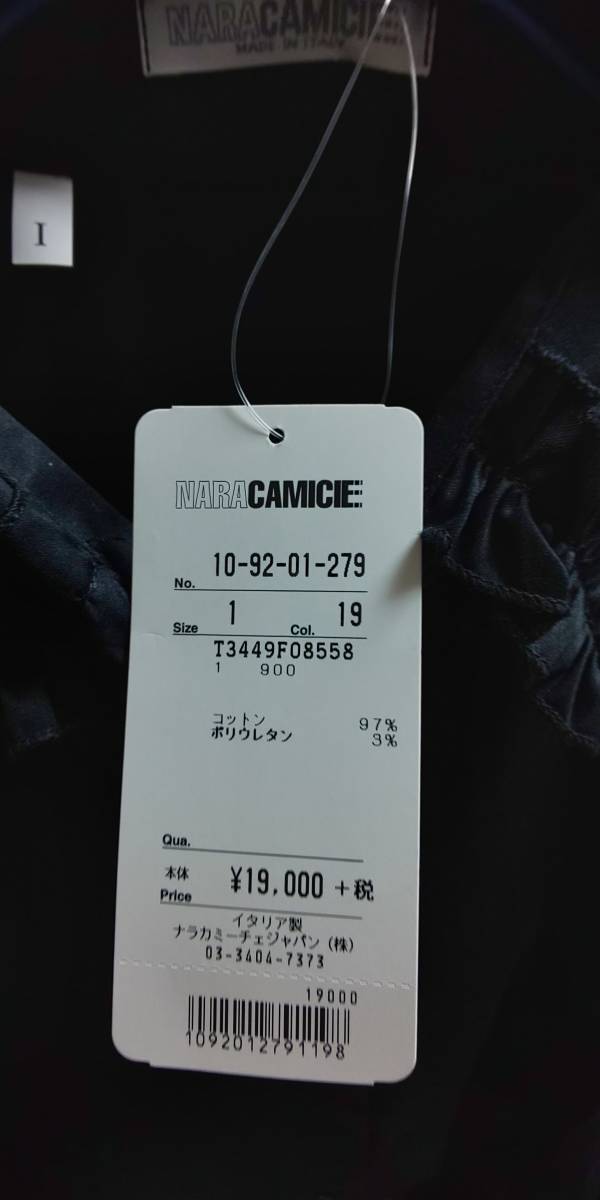 NARACAMICIE
MADE IN ITALY
I
NARACAMICIE
No. 10-92-01-279
Size 1 Col. 19
T3449F08558
1 900
コットン 97%
ポリウレタン 3%
Qua.
本体 Price ¥19,000 +税
イタリア製
ナラカミーチェジャパン (株)
03-3404-7373
19000
1092012791198